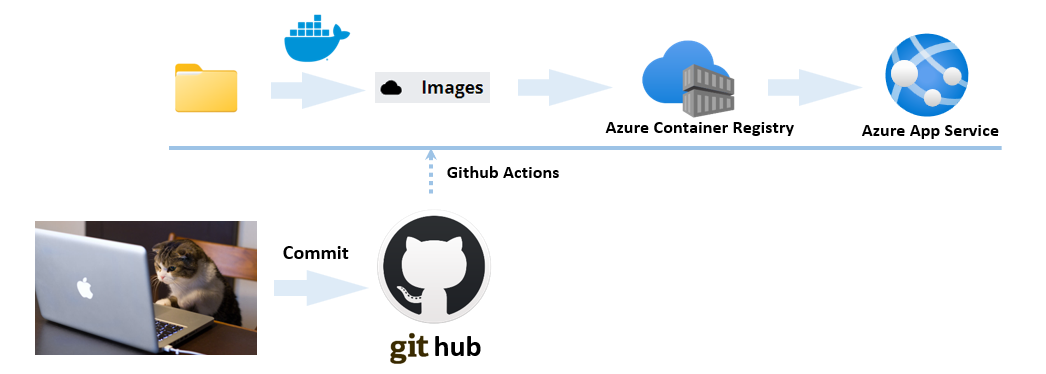 Images
Azure Container Registry
Azure App Service
Github Actions
Commit
git hub